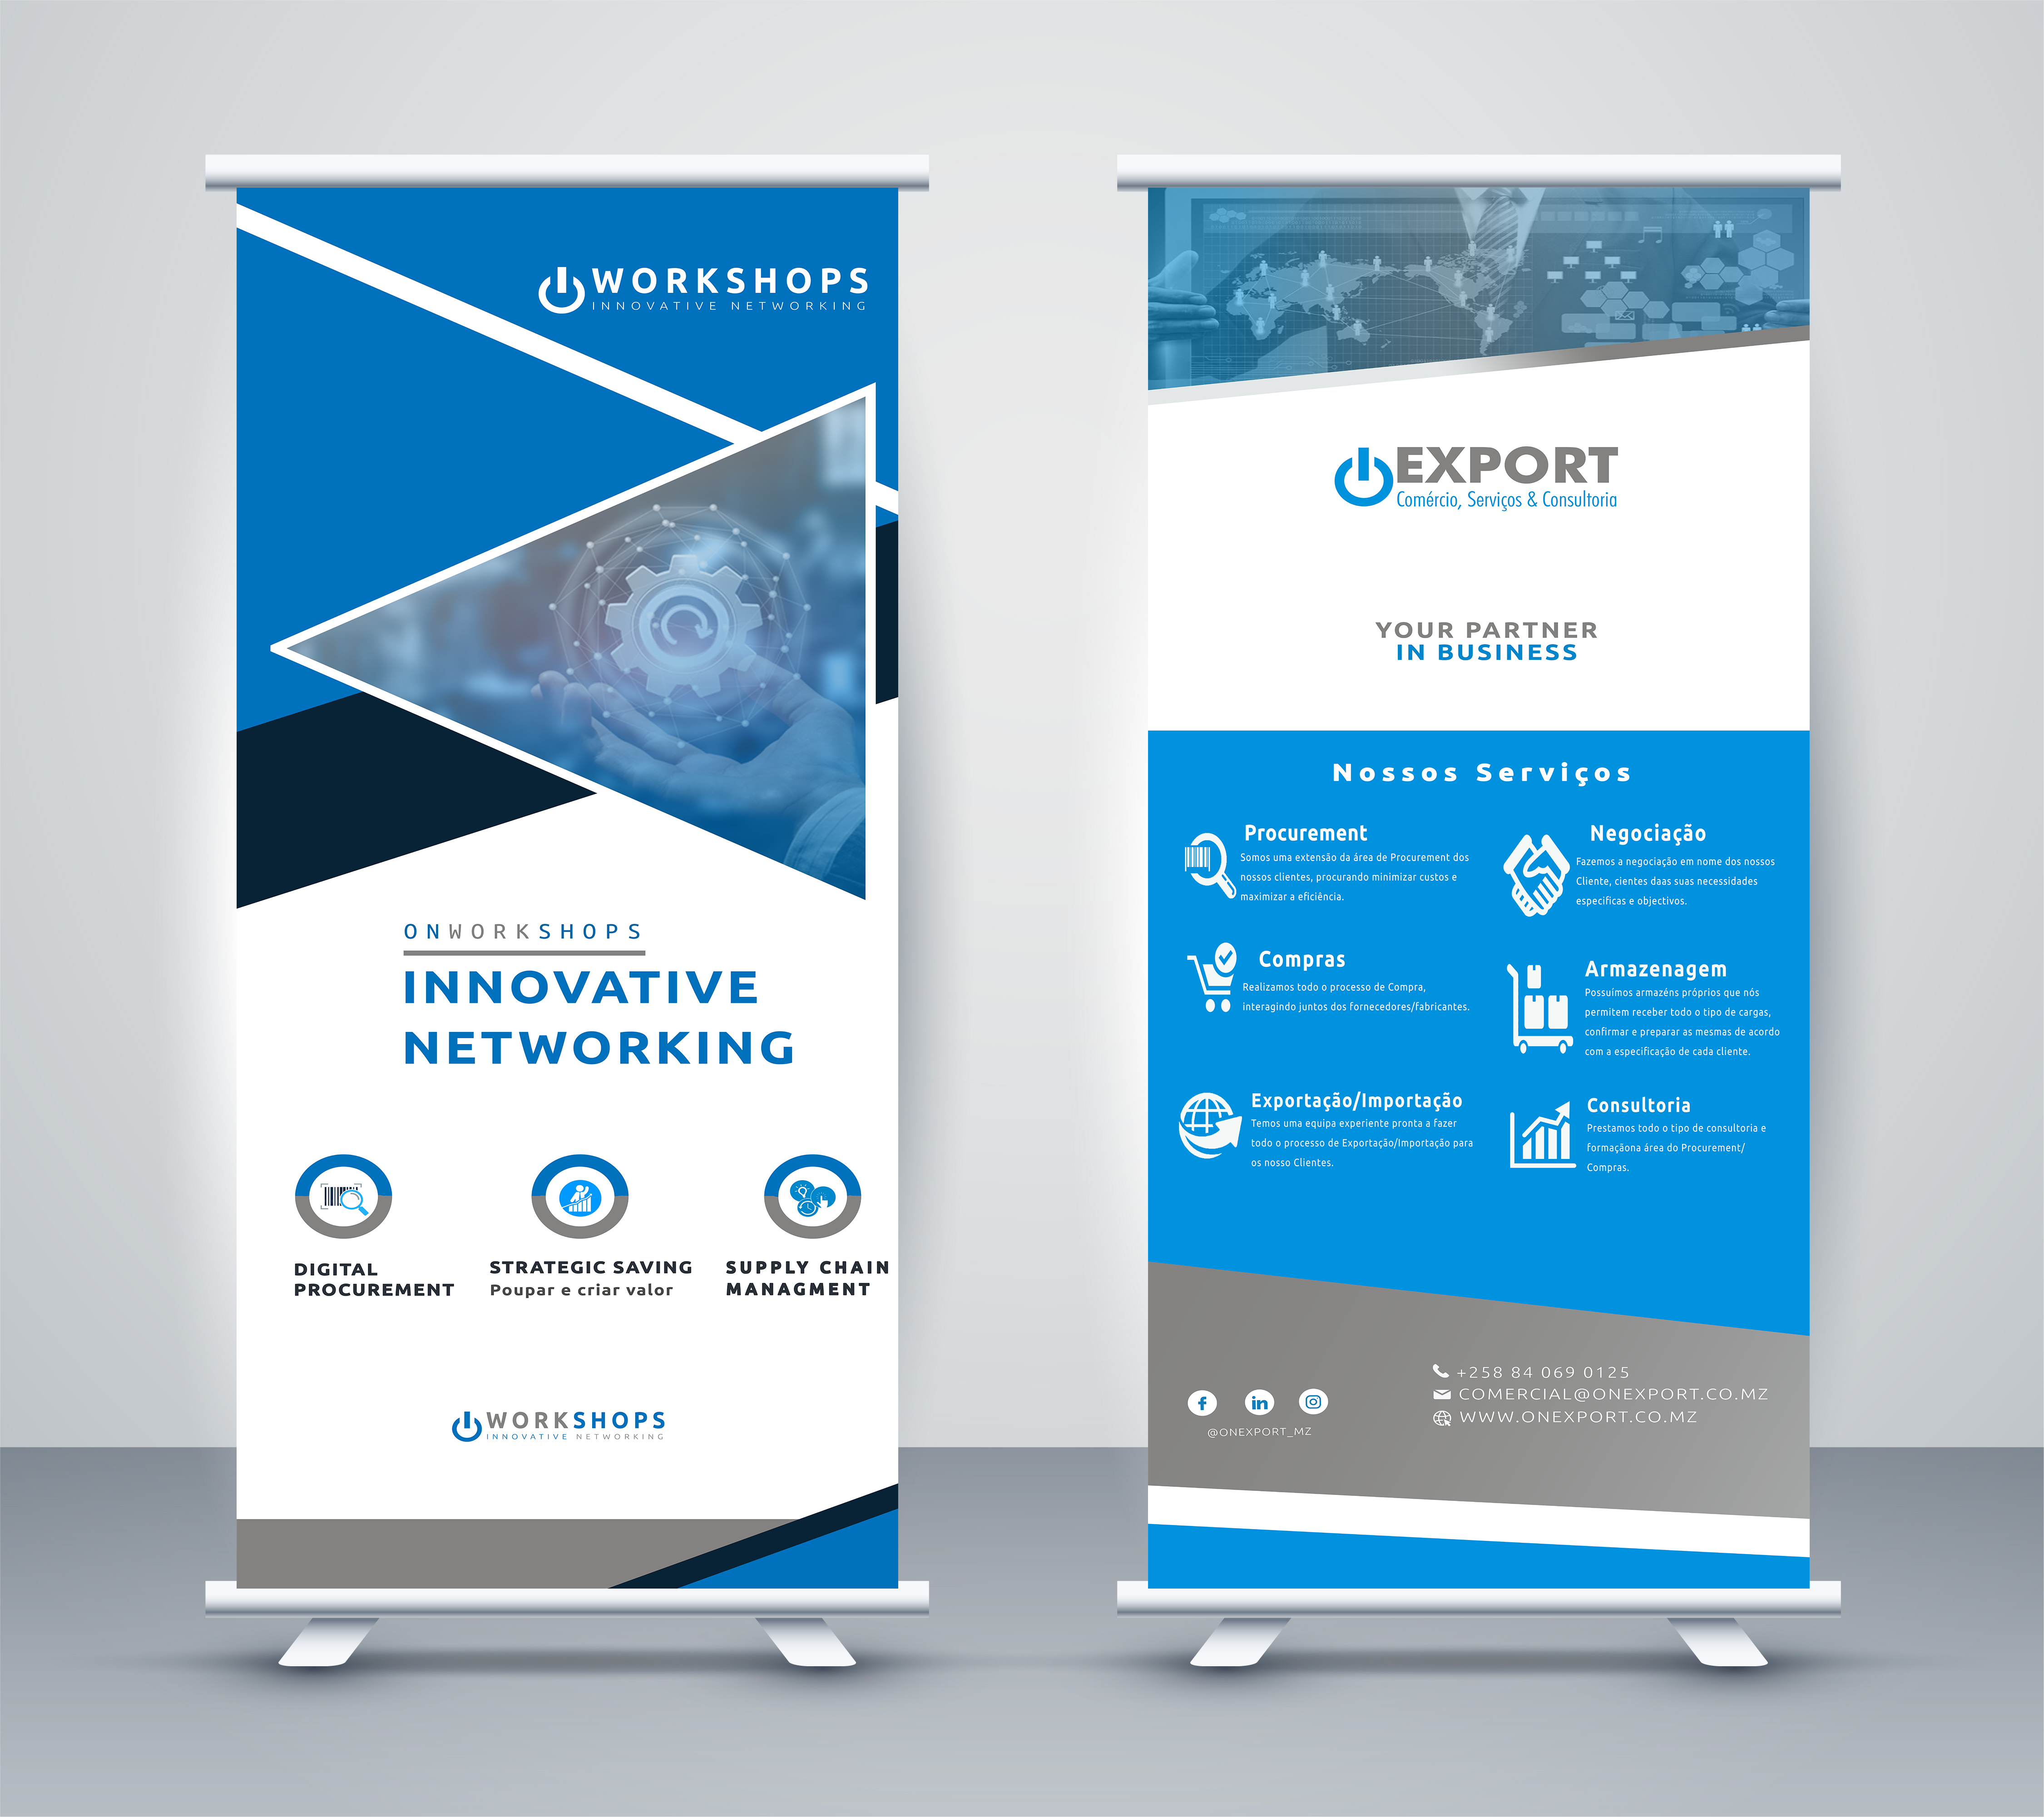 WORKSHOPS
INNOVATIVE NETWORKING
ONWORKSHOPS
INNOVATIVE
NETWORKING
DIGITAL
PROCUREMENT
STRATEGIC SAVING
Poupar e criar valor
SUPPLY CHAIN
MANAGMENT
WORKSHOPS
INNOVATIVE NETWORKING
EXPORT
Comércio, Serviços & Consultoria
YOUR PARTNER
IN BUSINESS
Nossos Serviços
Procurement
Somos uma extensão da área de Procurement dos
nossos clientes, procurando minimizar custos e
maximizar a eficiência.
Negociação
Fazemos a negociação em nome dos nossos
Cliente, cientes daas suas necessidades
especificas e objectivos.
Compras
Realizamos todo o processo de Compra,
interagindo juntos dos fornecedores/fabricantes.
Armazenagem
Possuímos armazéns próprios que nós
permitem receber todo o tipo de cargas,
confirmar e preparar as mesmas de acordo
com a especificação de cada cliente.
Exportação/Importação
Temos uma equipa experiente pronta a fazer
todo o processo de Exportação/Importação para
os nosso Clientes.
Consultoria
Prestamos todo o tipo de consultoria e
formaçãona área do Procurement/
Compras.
@ONEXPORT_MZ
+258 84 069 0125
COMERCIAL@ONEXPORT.CO.MZ
WWW.ONEXPORT.CO.MZ